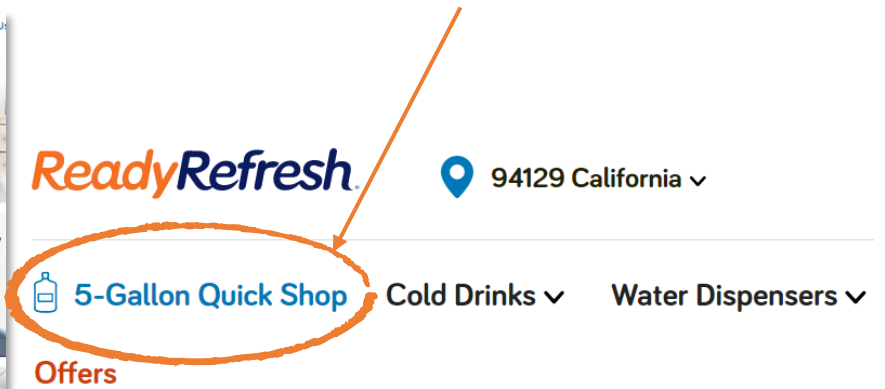 ReadyRefresh.
94129 California
5-Gallon Quick Shop Cold Drinks Water Dispensers
Offers